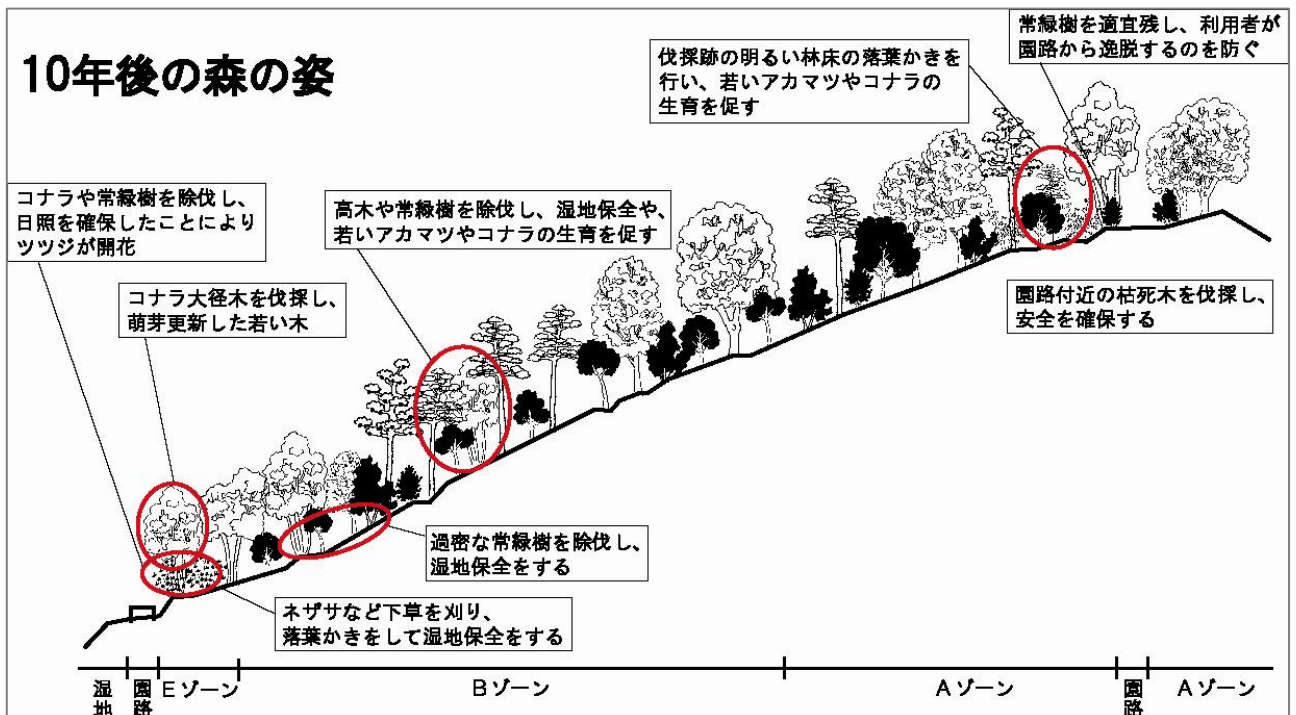 10年後の森の姿
常緑樹を適宜残し、利用者が
園路から逸脱するのを防ぐ
伐採跡の明るい林床の落葉かきを
行い、若いアカマツやコナラの
生育を促す
コナラや常緑樹を除伐し、
日照を確保したことにより
ツツジが開花
高木や常緑樹を除伐し、湿地保全や、
若いアカマツやコナラの生育を促す
コナラ大径木を伐採し、
萌芽更新した若い木
園路付近の枯死木を伐採し、
安全を確保する
過密な常緑樹を除伐し、
湿地保全をする
ネザサなど下草を刈り、
落葉かきをして湿地保全をする
湿地
園路
Eゾーン
Bゾーン
Aゾーン
園路
Aゾーン